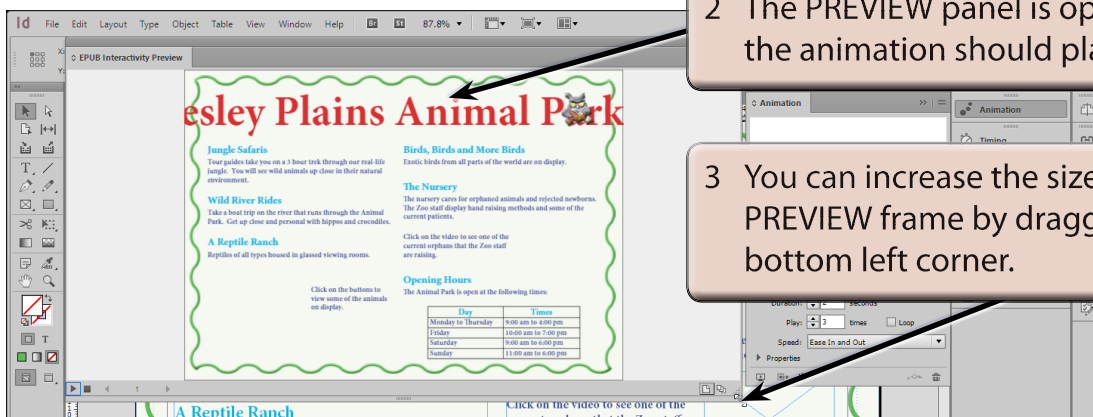 Id File Edit Layout Type Object Table View Window Help Br St 87.8%
2 The PREVIEW panel is op
the animation should pla
X:
Y:
EPUB Interactivity Preview
esley Plains Animal Park
Jungle Safaris
Tour guides take you on a 3 hour trek through our real-life
jungle. You will see wild animals up close in their natural
environment.
Wild River Rides
Take a boat trip on the river that runs through the Animal
Park. Get up close and personal with hippos and crocodiles.
A Reptile Ranch
Reptiles of all types housed in glassed viewing rooms.
Click on the buttons to
view some of the animals
on display.
Birds, Birds and More Birds
Exotic birds from all parts of the world are on display.
The Nursery
The nursery cares for orphaned animals and rejected newborns.
The Zoo staff display hand raising methods and some of the
current patients.
Click on the video to see one of the
current orphans that the Zoo staff
are raising.
Opening Hours
The Animal Park is open at the following times:
Day Times
Monday to Thursday 9:00 am to 4:00 pm
Friday 10:00 am to 7:00 pm
Saturday 9:00 am to 6:00 pm
Sunday 11:00 am to 6:00 pm
1
Animation
Animation
Timing
3 You can increase the size
PREVIEW frame by dragg
bottom left corner.
Duration: 2 seconds
Play: 3 times Loop
Speed: Ease In and Out
Properties
A Reptile Ranch
Click on the video to see one of the